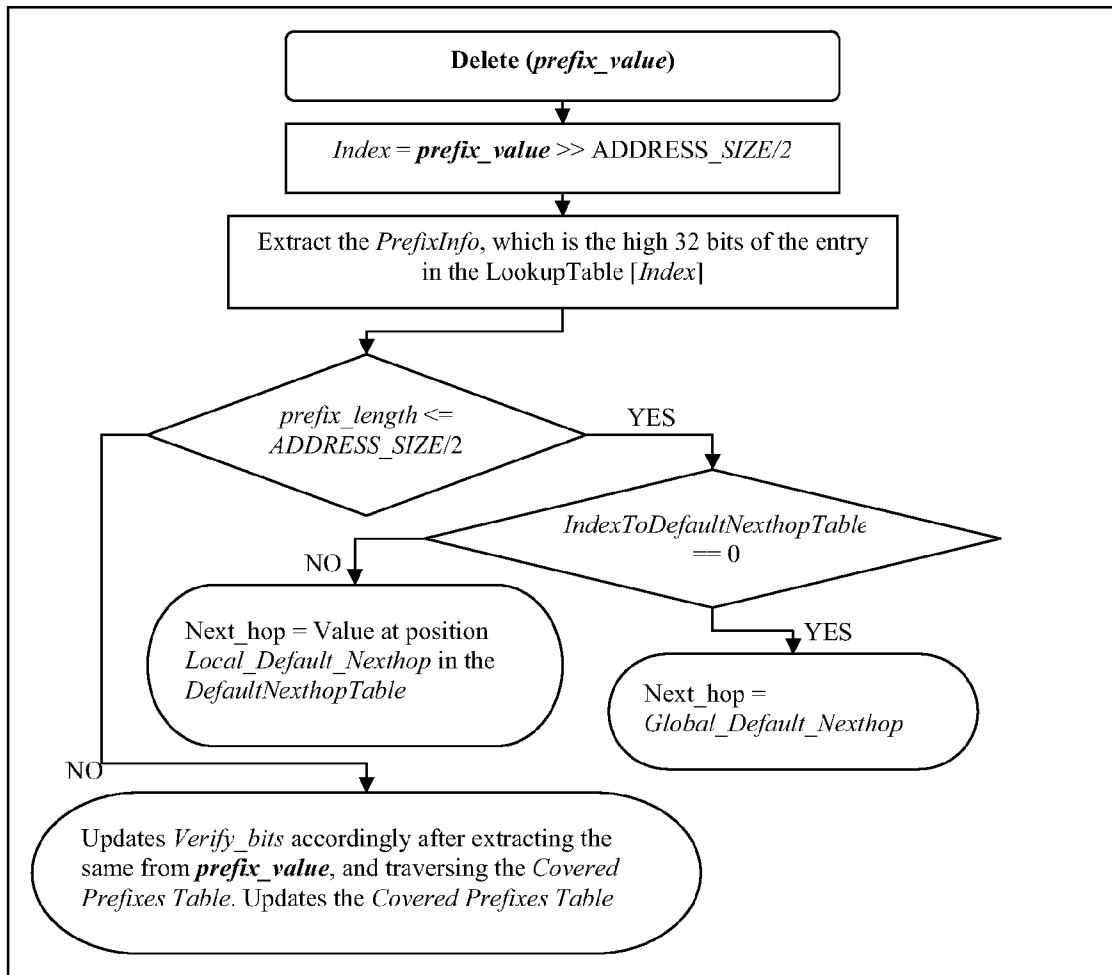 Delete (prefix_value)
Index = prefix_value >> ADDRESS_SIZE/2
Extract the PrefixInfo, which is the high 32 bits of the entry
in the LookupTable [Index]
prefix_length <=
ADDRESS_SIZE/2
YES
IndexToDefaultNexthopTable
== 0
NO
Next_hop = Value at position
Local_Default_Nexthop in the
DefaultNexthopTable
YES
Next_hop =
Global_Default_Nexthop
NO
Updates Verify_bits accordingly after extracting the
same from prefix_value, and traversing the Covered
Prefixes Table. Updates the Covered Prefixes Table